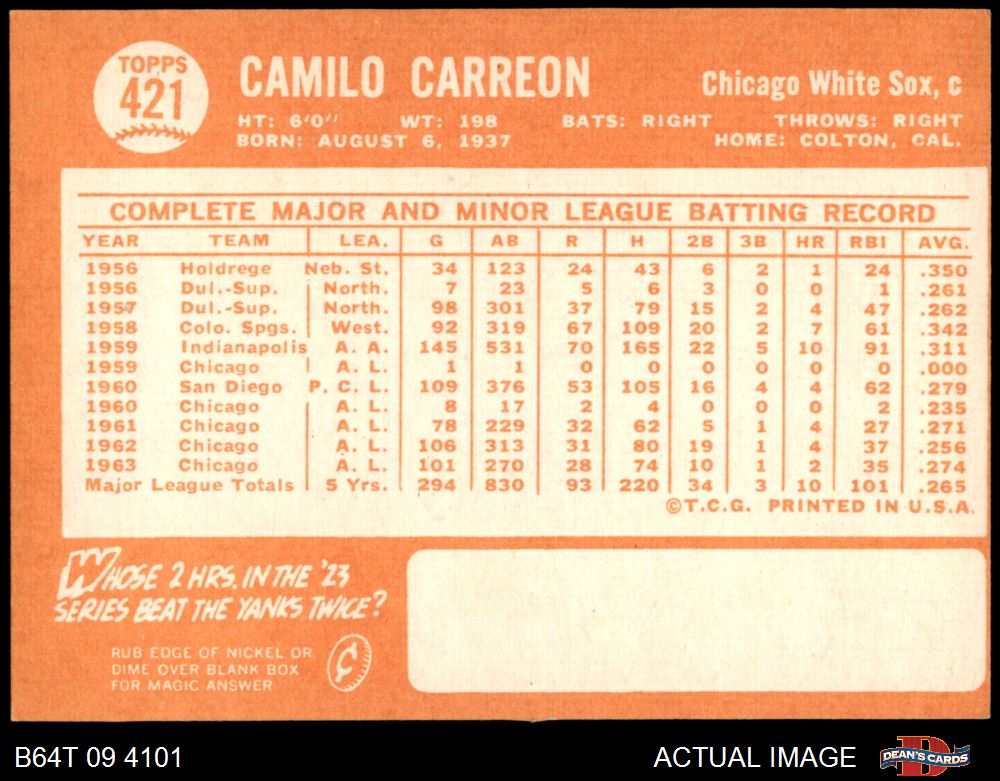 TOPPS
421
CAMILO CARREON
Chicago White Sox, c
HT: 6'0" WT: 198 BATS: RIGHT THROWS: RIGHT
BORN: AUGUST 6, 1937 HOME: COLTON, CAL.
COMPLETE MAJOR AND MINOR LEAGUE BATTING RECORD
YEAR TEAM LEA. G AB R H 2B 3B HR RBI AVG.
1956 Holdrege Neb. St. 34 123 24 43 6 2 1 24 .350
1956 Dul.-Sup. North. 7 23 5 6 3 0 0 1 .261
1957 Dul.-Sup. North. 98 301 37 79 15 2 4 47 .262
1958 Colo. Spgs. West. 92 319 67 109 20 2 7 61 .342
1959 Indianapolis A. A. 145 531 70 165 22 5 10 91 .311
1959 Chicago A. L. 1 1 0 0 0 0 0 0 .000
1960 San Diego P. C. L. 109 376 53 105 16 4 4 62 .279
1960 Chicago A. L. 8 17 2 4 0 0 0 2 .235
1961 Chicago A. L. 78 229 32 62 5 1 4 27 .271
1962 Chicago A. L. 106 313 31 80 19 1 4 37 .256
1963 Chicago A. L. 101 270 28 74 10 1 2 35 .274
Major League Totals 5 Yrs. 294 830 93 220 34 3 10 101 .265
©T.C.G. PRINTED IN U.S.A.
WHOSE 2 HRS. IN THE '23
SERIES BEAT THE YANKS TWICE?
RUB EDGE OF NICKEL OR
DIME OVER BLANK BOX
FOR MAGIC ANSWER
¢
B64T 09 4101
ACTUAL IMAGE
DEAN'S CARDS